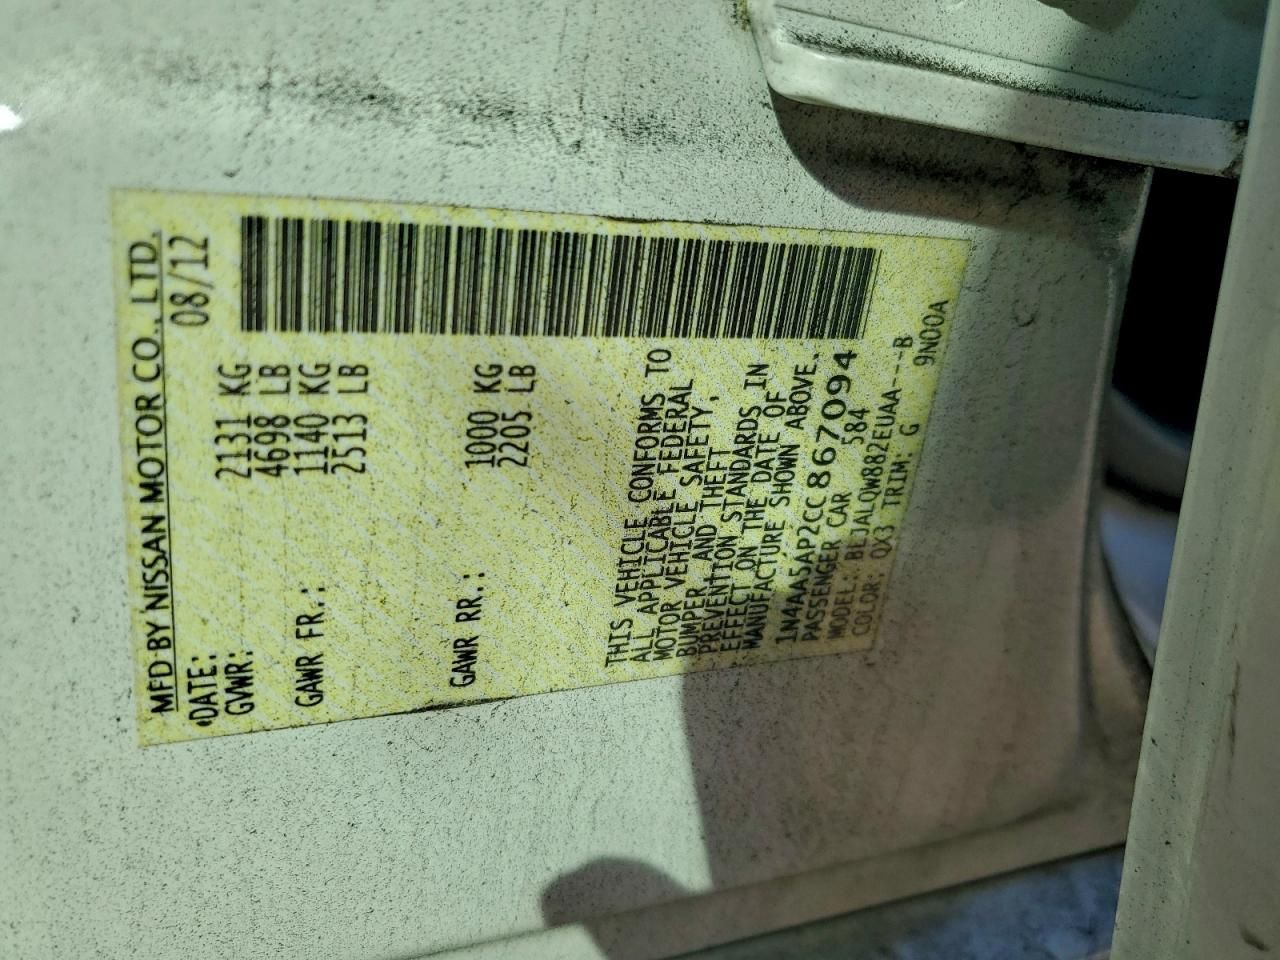 MFD BY NISSAN MOTOR CO., LTD.
DATE: 08/12
GVWR: 2131 KG
4698 LB
GAWR FR.: 1140 KG
2513 LB
GAWR RR.: 1000 KG
2205 LB
THIS VEHICLE CONFORMS TO
ALL APPLICABLE FEDERAL
MOTOR VEHICLE SAFETY,
BUMPER AND THEFT
PREVENTION STANDARDS IN
EFFECT ON THE DATE OF
MANUFACTURE SHOWN ABOVE.
1N4AA5AP2CC867094
PASSENGER CAR 584
MODEL: BLJALQW882EUAA---B
COLOR: QX3 TRIM: G 9N00A